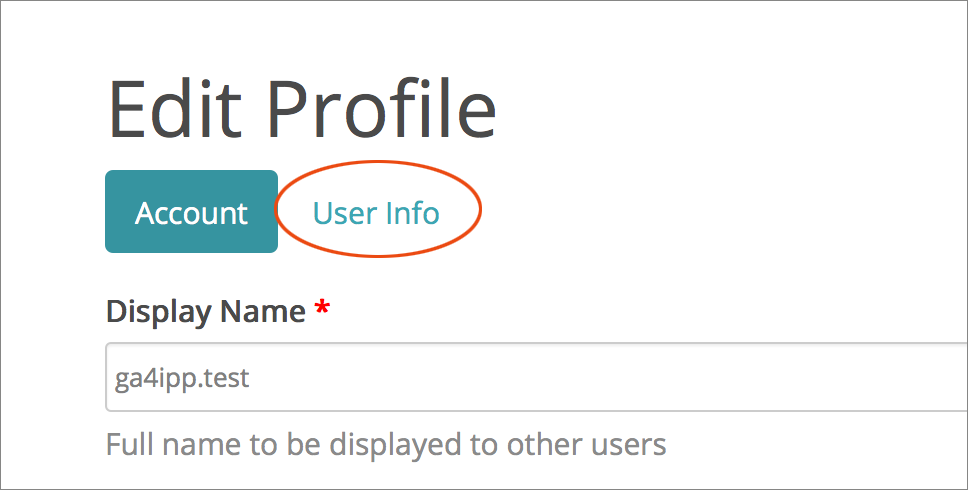 Edit Profile
Account User Info
Display Name *
ga4ipp.test
Full name to be displayed to other users